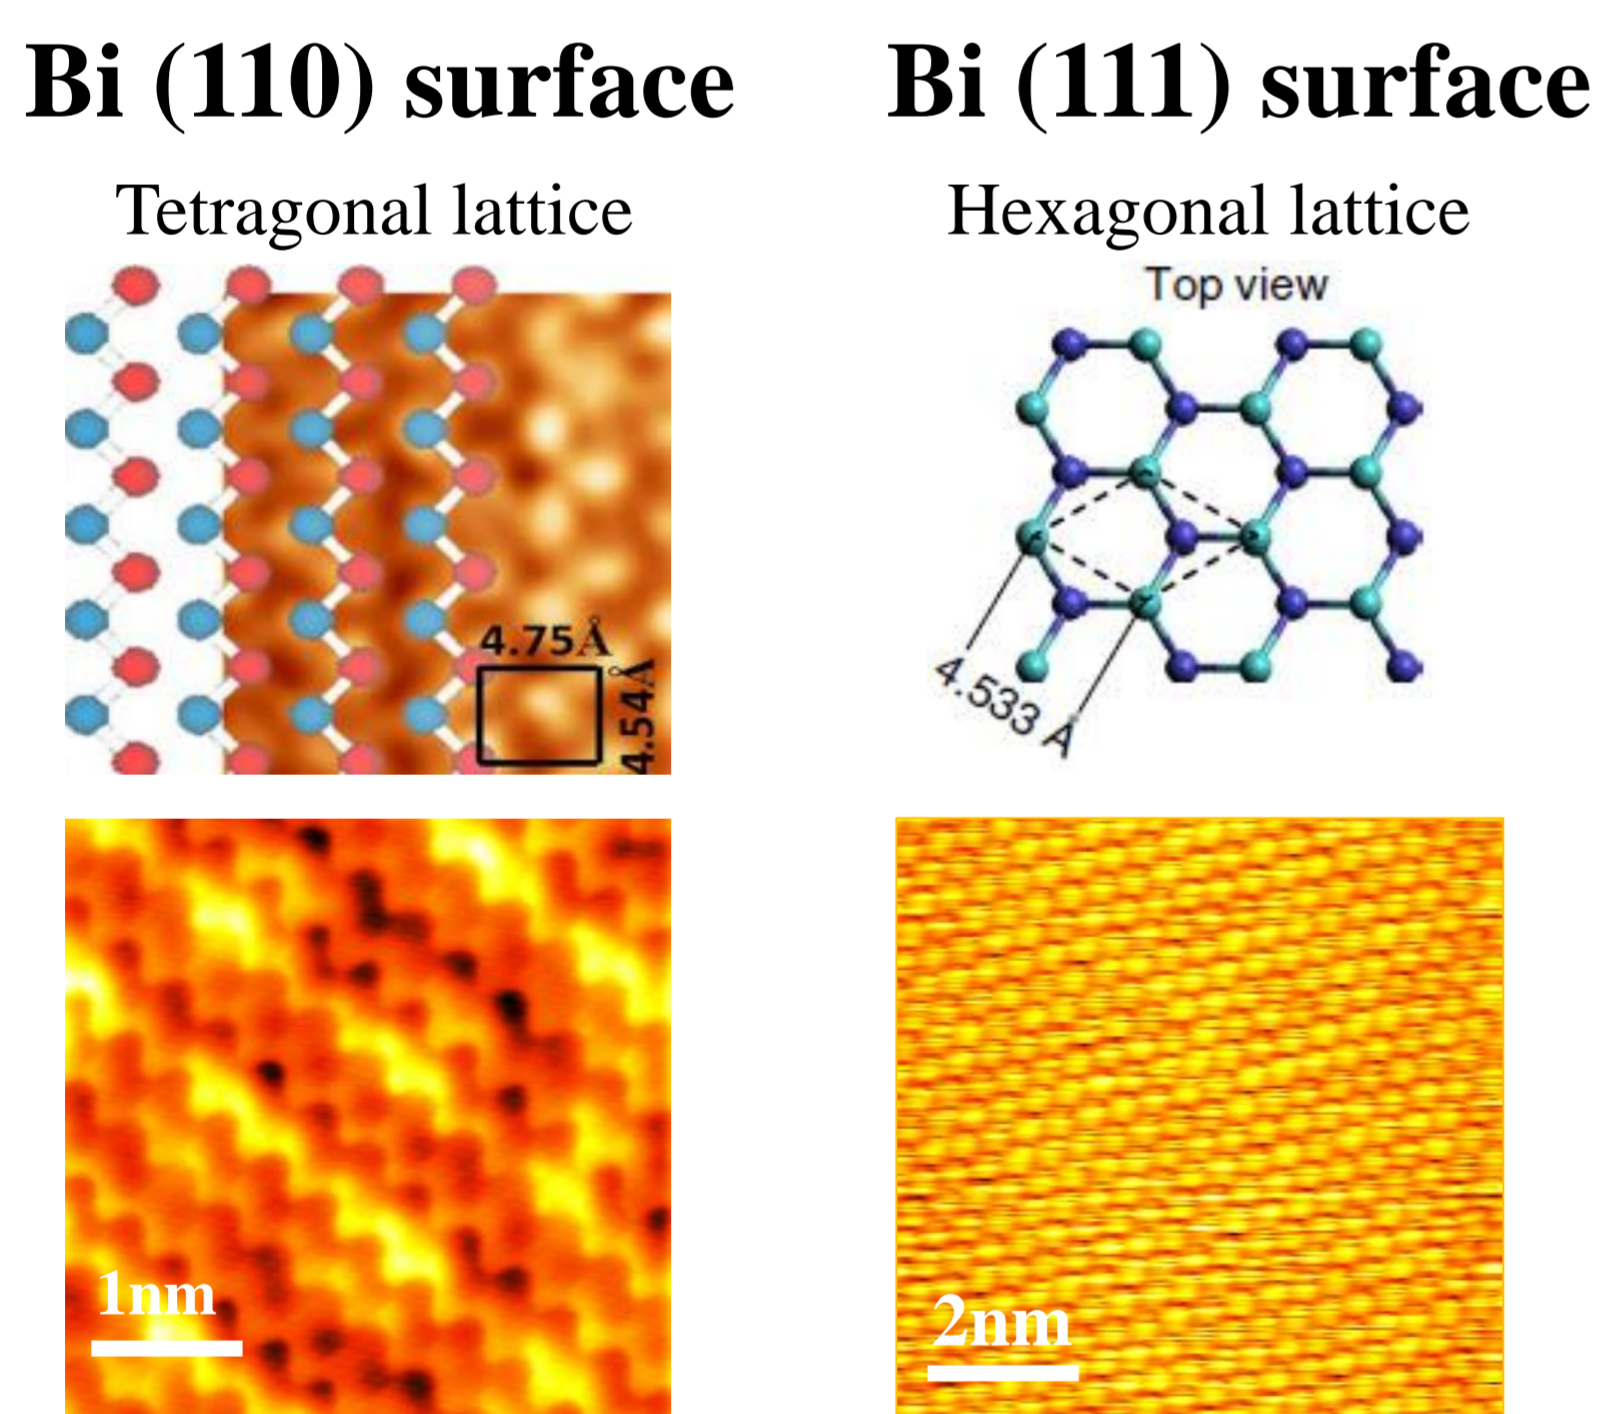 Bi (110) surface
Tetragonal lattice
4.75Å
4.54Å
1nm
Bi (111) surface
Hexagonal lattice
Top view
4.533 Å
2nm